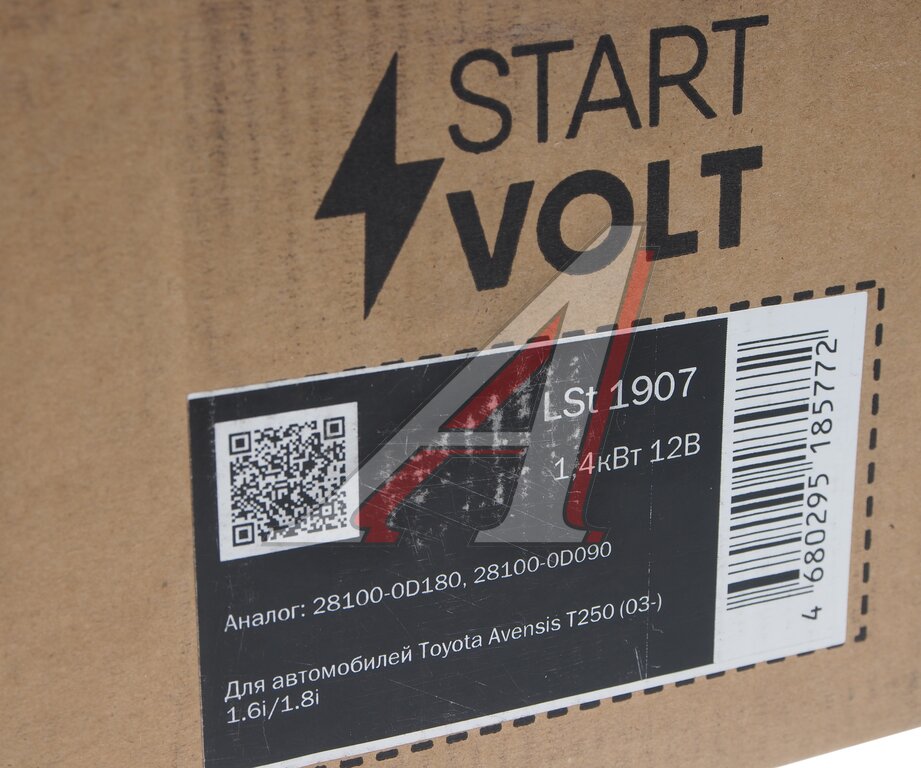 START
VOLT
LSt 1907
1,4кВт 12В
Аналог: 28100-0D180, 28100-0D090
Для автомобилей Toyota Avensis T250 (03-)
1.6i/1.8i
4 680295 185772